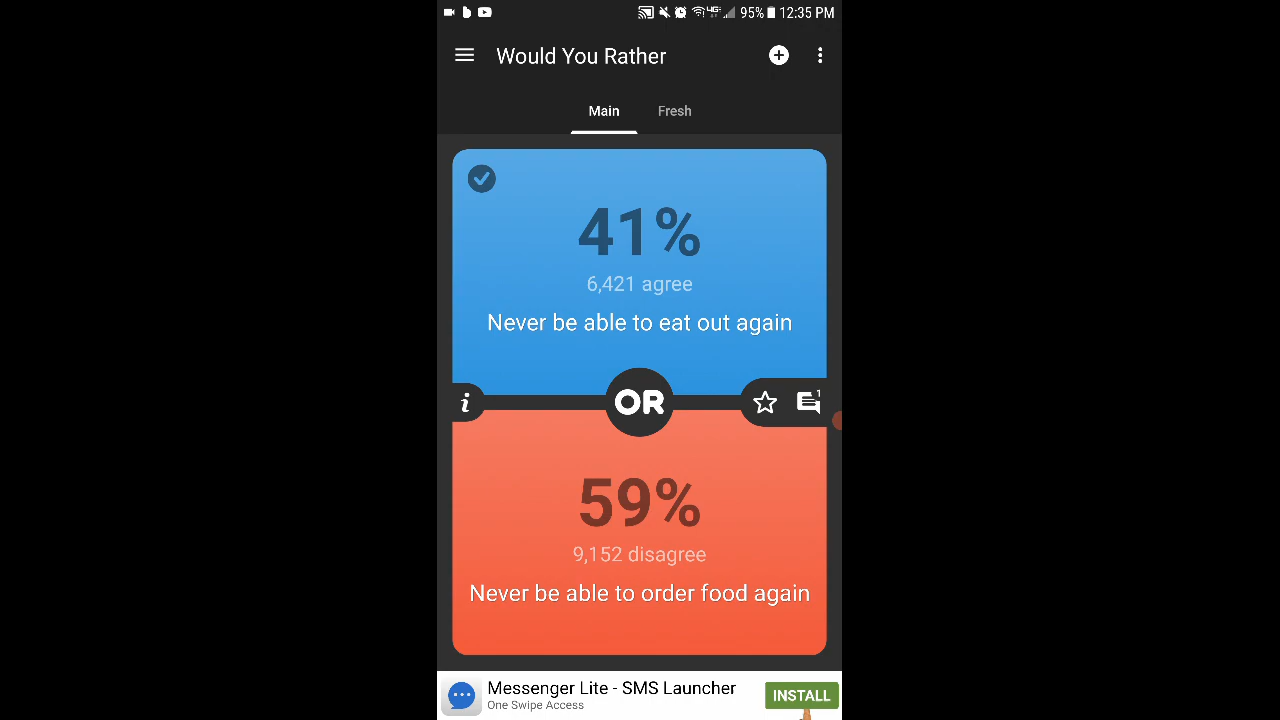 95% 12:35 PM
Would You Rather
Main Fresh
41%
6,421 agree
Never be able to eat out again
i OR 1
59%
9,152 disagree
Never be able to order food again
Messenger Lite - SMS Launcher
One Swipe Access
INSTALL